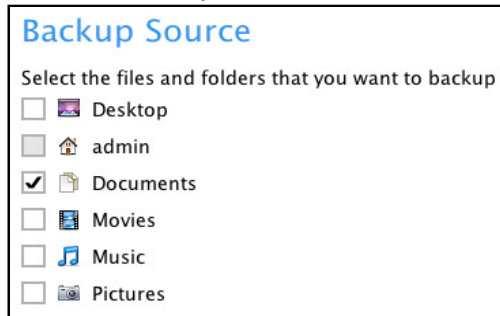 Backup Source
Select the files and folders that you want to backup
Desktop
admin
Documents
Movies
Music
Pictures